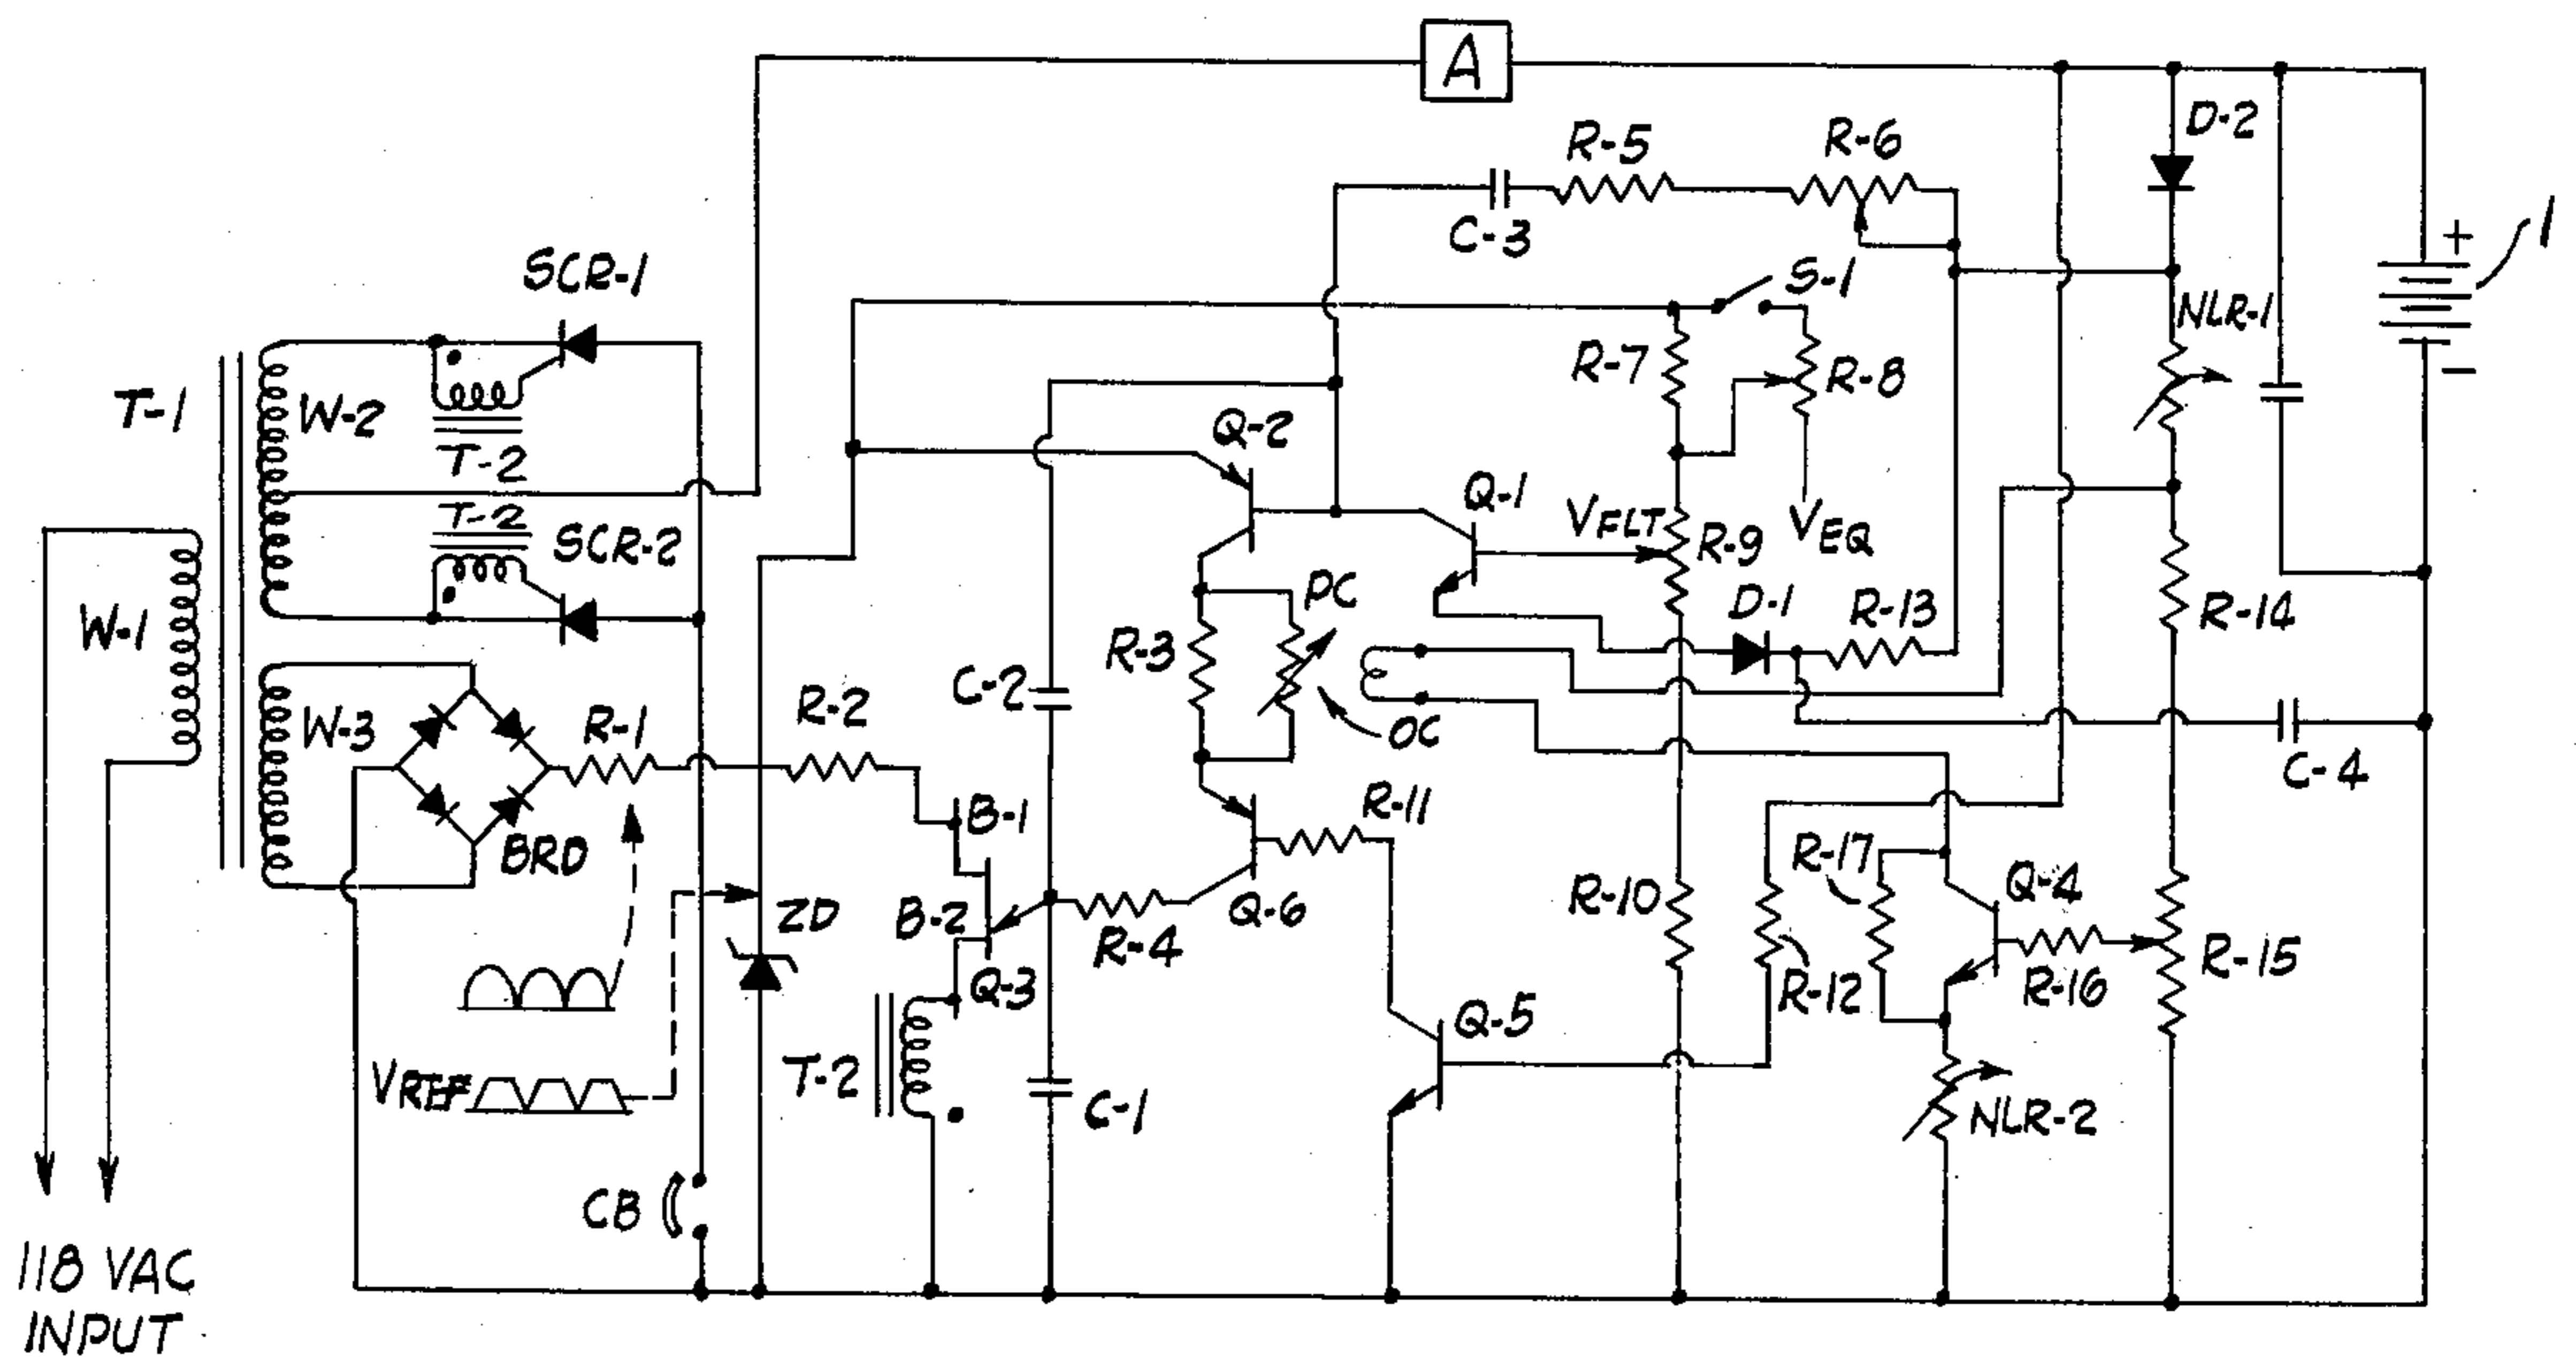 A
D-2
R-5
R-6
C-3
1
+
−
SCR-1
S-1
NLR-1
T-1
W-2
T-2
R-7
R-8
Q-2
Q-1
VFLT
VEQ
R-9
T-2
SCR-2
PC
D-1
R-13
R-14
W-1
R-3
C-2
OC
W-3
R-1
R-2
C-4
B-1
R-11
BRD
R-17
Q-4
R-10
B-2
ZD
Q-6
R-4
R-12
R-16
R-15
Q-3
Q-5
T-2
VREF
C-1
NLR-2
CB
118 VAC
INPUT